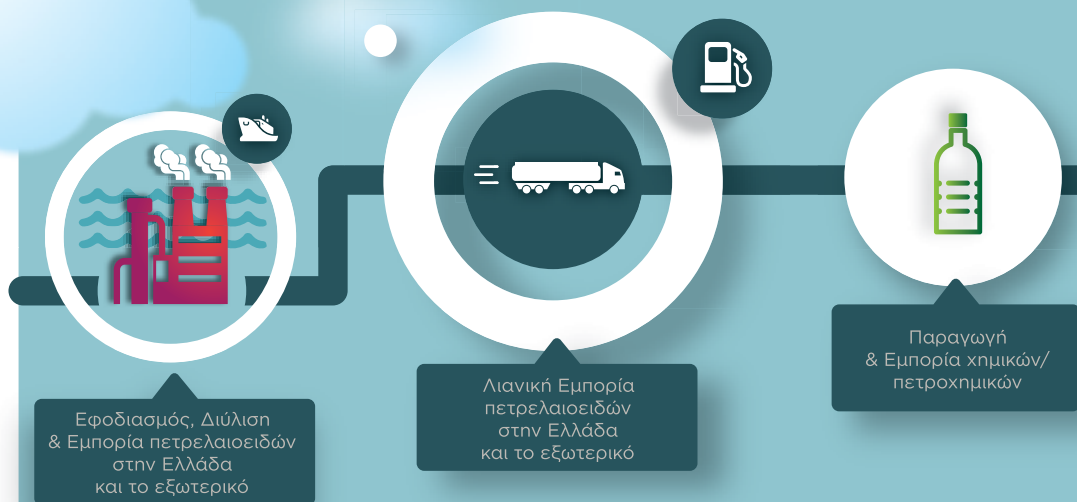 Εφοδιασμός, Διύλιση
& Εμπορία πετρελαιοειδών
στην Ελλάδα
και το εξωτερικό
Λιανική Εμπορία
πετρελαιοειδών
στην Ελλάδα
και το εξωτερικό
Παραγωγή
& Εμπορία χημικών/
πετροχημικών